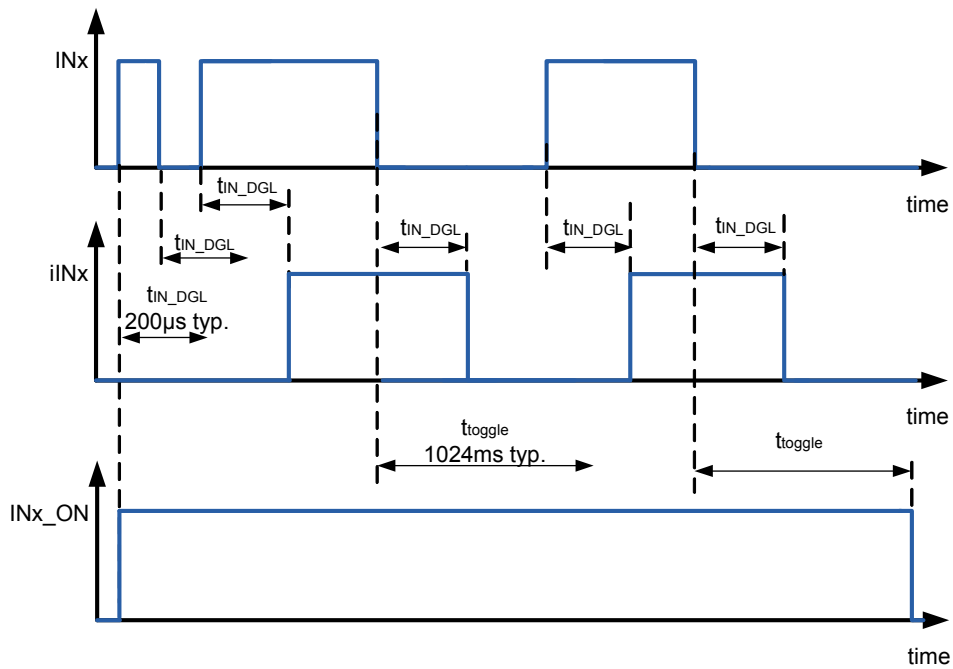 INx
time
tIN_DGL
tIN_DGL
tIN_DGL
tIN_DGL
tIN_DGL
iINx
tIN_DGL
200µs typ.
time
ttoggle
1024ms typ.
ttoggle
INx_ON
time